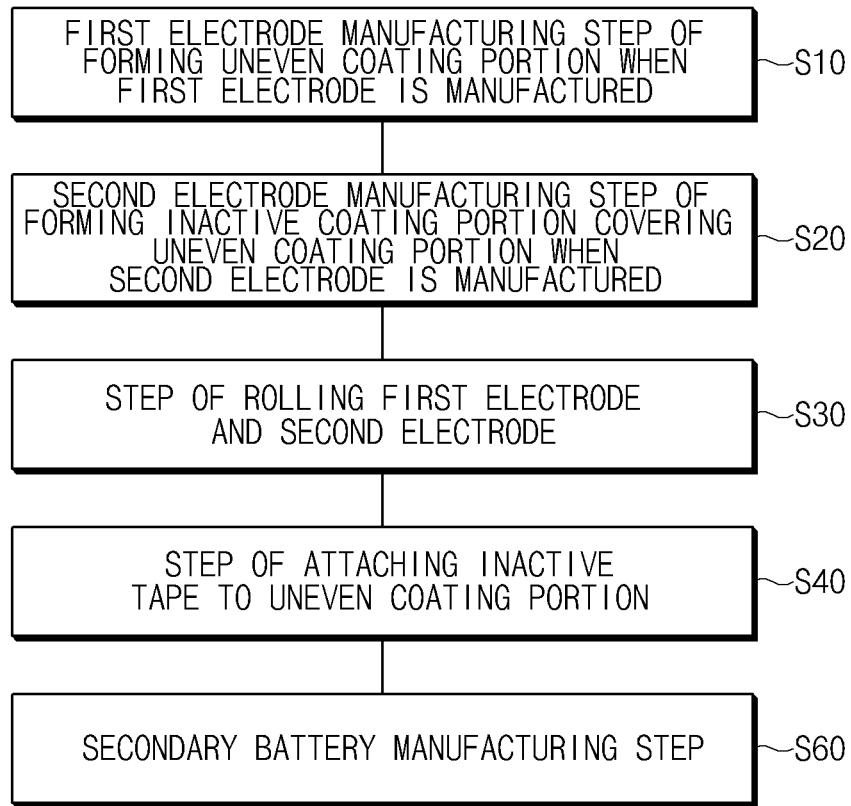 FIRST ELECTRODE MANUFACTURING STEP OF
FORMING UNEVEN COATING PORTION WHEN
FIRST ELECTRODE IS MANUFACTURED
S10
SECOND ELECTRODE MANUFACTURING STEP OF
FORMING INACTIVE COATING PORTION COVERING
UNEVEN COATING PORTION WHEN
SECOND ELECTRODE IS MANUFACTURED
S20
STEP OF ROLLING FIRST ELECTRODE
AND SECOND ELECTRODE
S30
STEP OF ATTACHING INACTIVE
TAPE TO UNEVEN COATING PORTION
S40
SECONDARY BATTERY MANUFACTURING STEP
S60